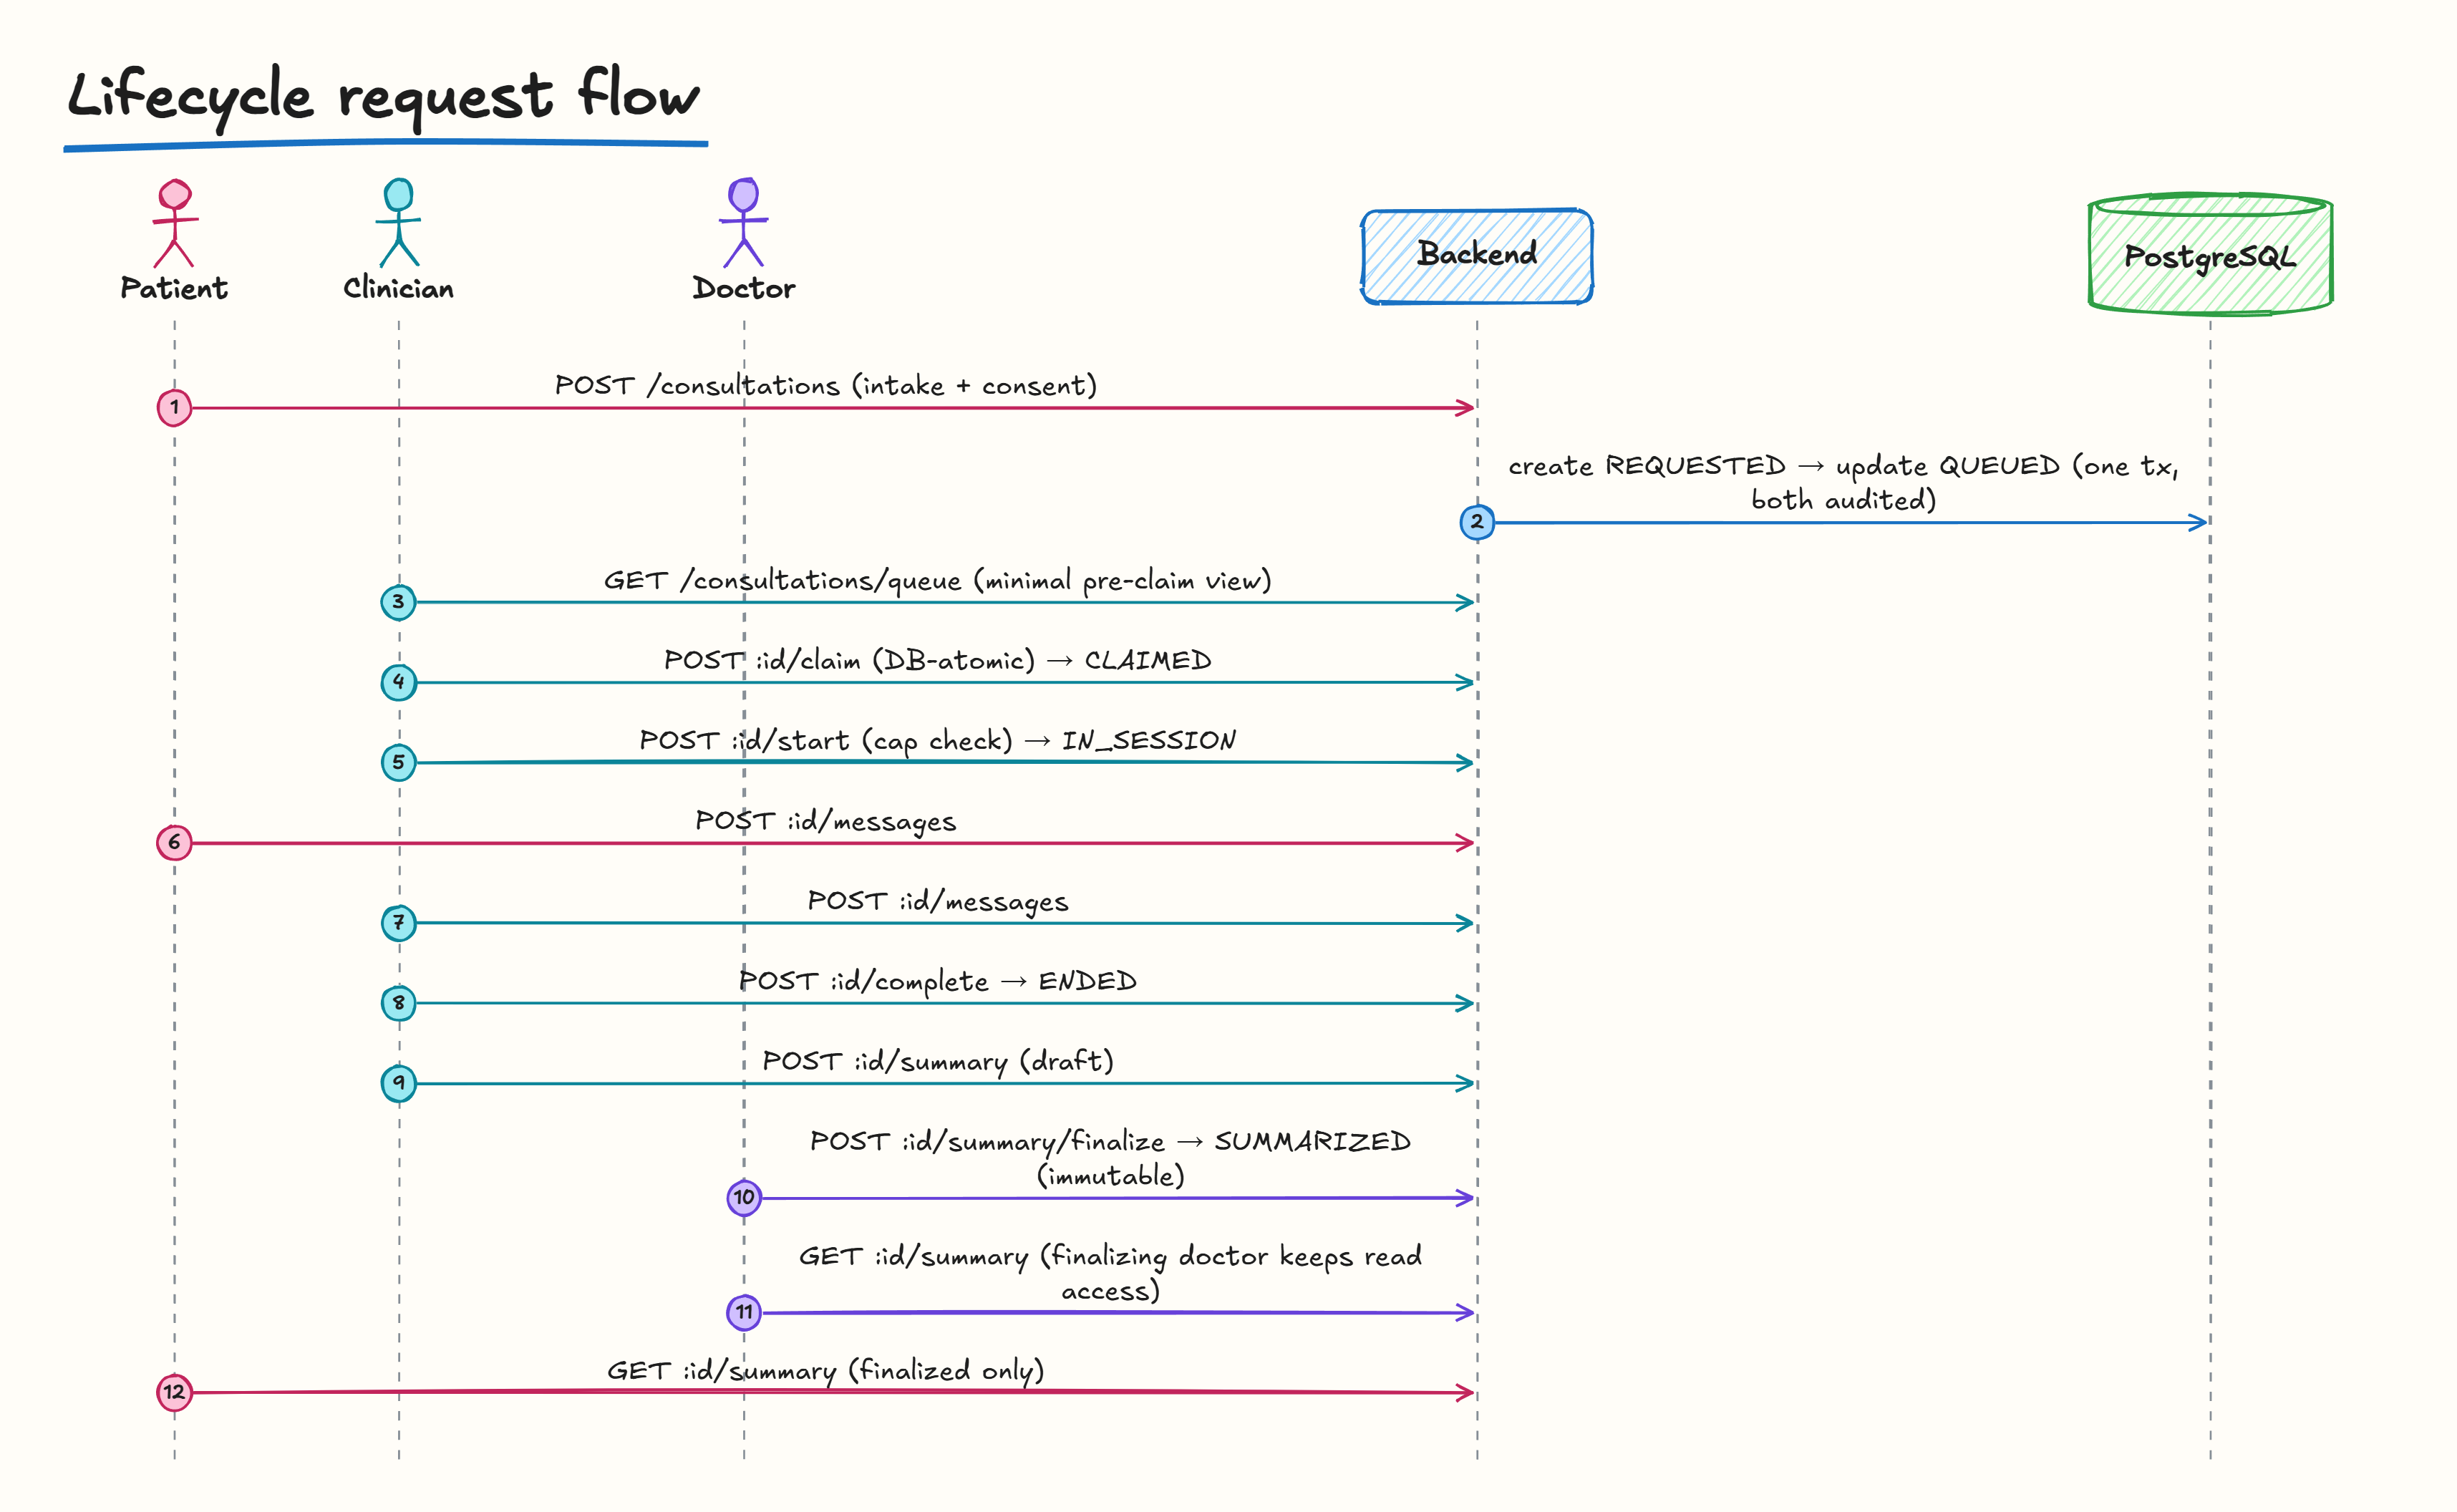 Lifecycle request flow
Patient
Clinician
Doctor
Backend
PostgreSQL
1
POST /consultations (intake + consent)
create REQUESTED → update QUEUED (one tx,
both audited)
2
GET /consultations/queue (minimal pre-claim view)
3
POST :id/claim (DB-atomic) → CLAIMED
4
POST :id/start (cap check) → IN_SESSION
5
POST :id/messages
6
POST :id/messages
7
POST :id/complete → ENDED
8
POST :id/summary (draft)
9
POST :id/summary/finalize → SUMMARIZED
(immutable)
10
GET :id/summary (finalizing doctor keeps read
access)
11
GET :id/summary (finalized only)
12